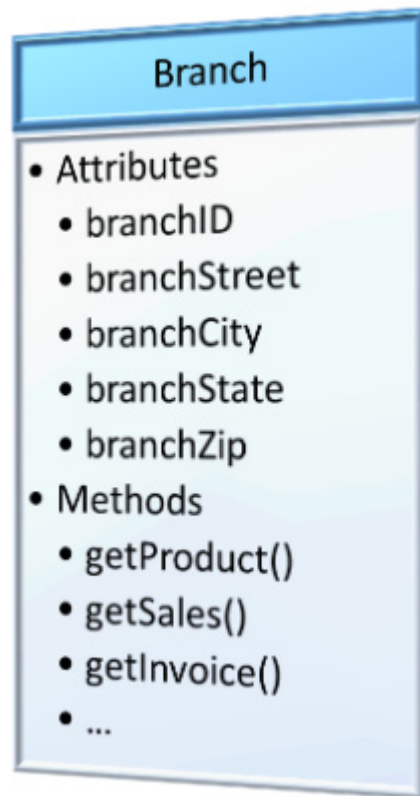 Branch
• Attributes
• branchID
• branchStreet
• branchCity
• branchState
• branchZip
• Methods
• getProduct()
• getSales()
• getInvoice()
• ...